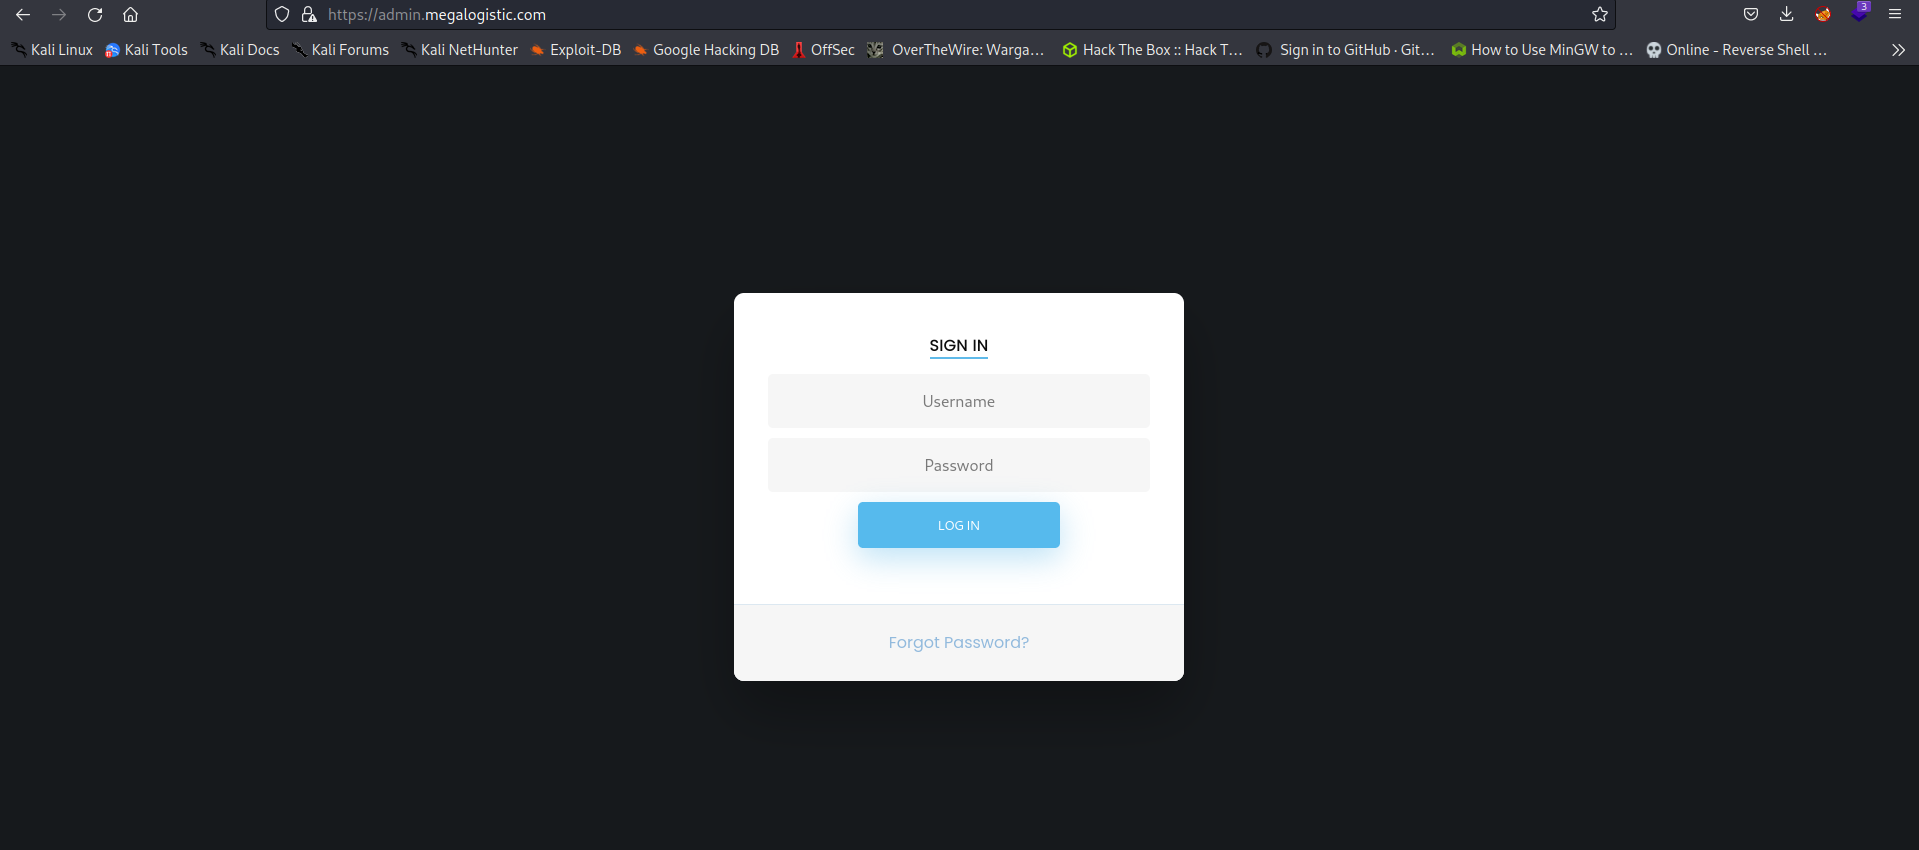 https://admin.megalogistic.com
3
Kali Linux Kali Tools Kali Docs Kali Forums Kali NetHunter Exploit-DB Google Hacking DB OffSec OverTheWire: Warga... Hack The Box :: Hack T... Sign in to GitHub · Git... How to Use MinGW to ... Online - Reverse Shell ...
SIGN IN
Username
Password
LOG IN
Forgot Password?